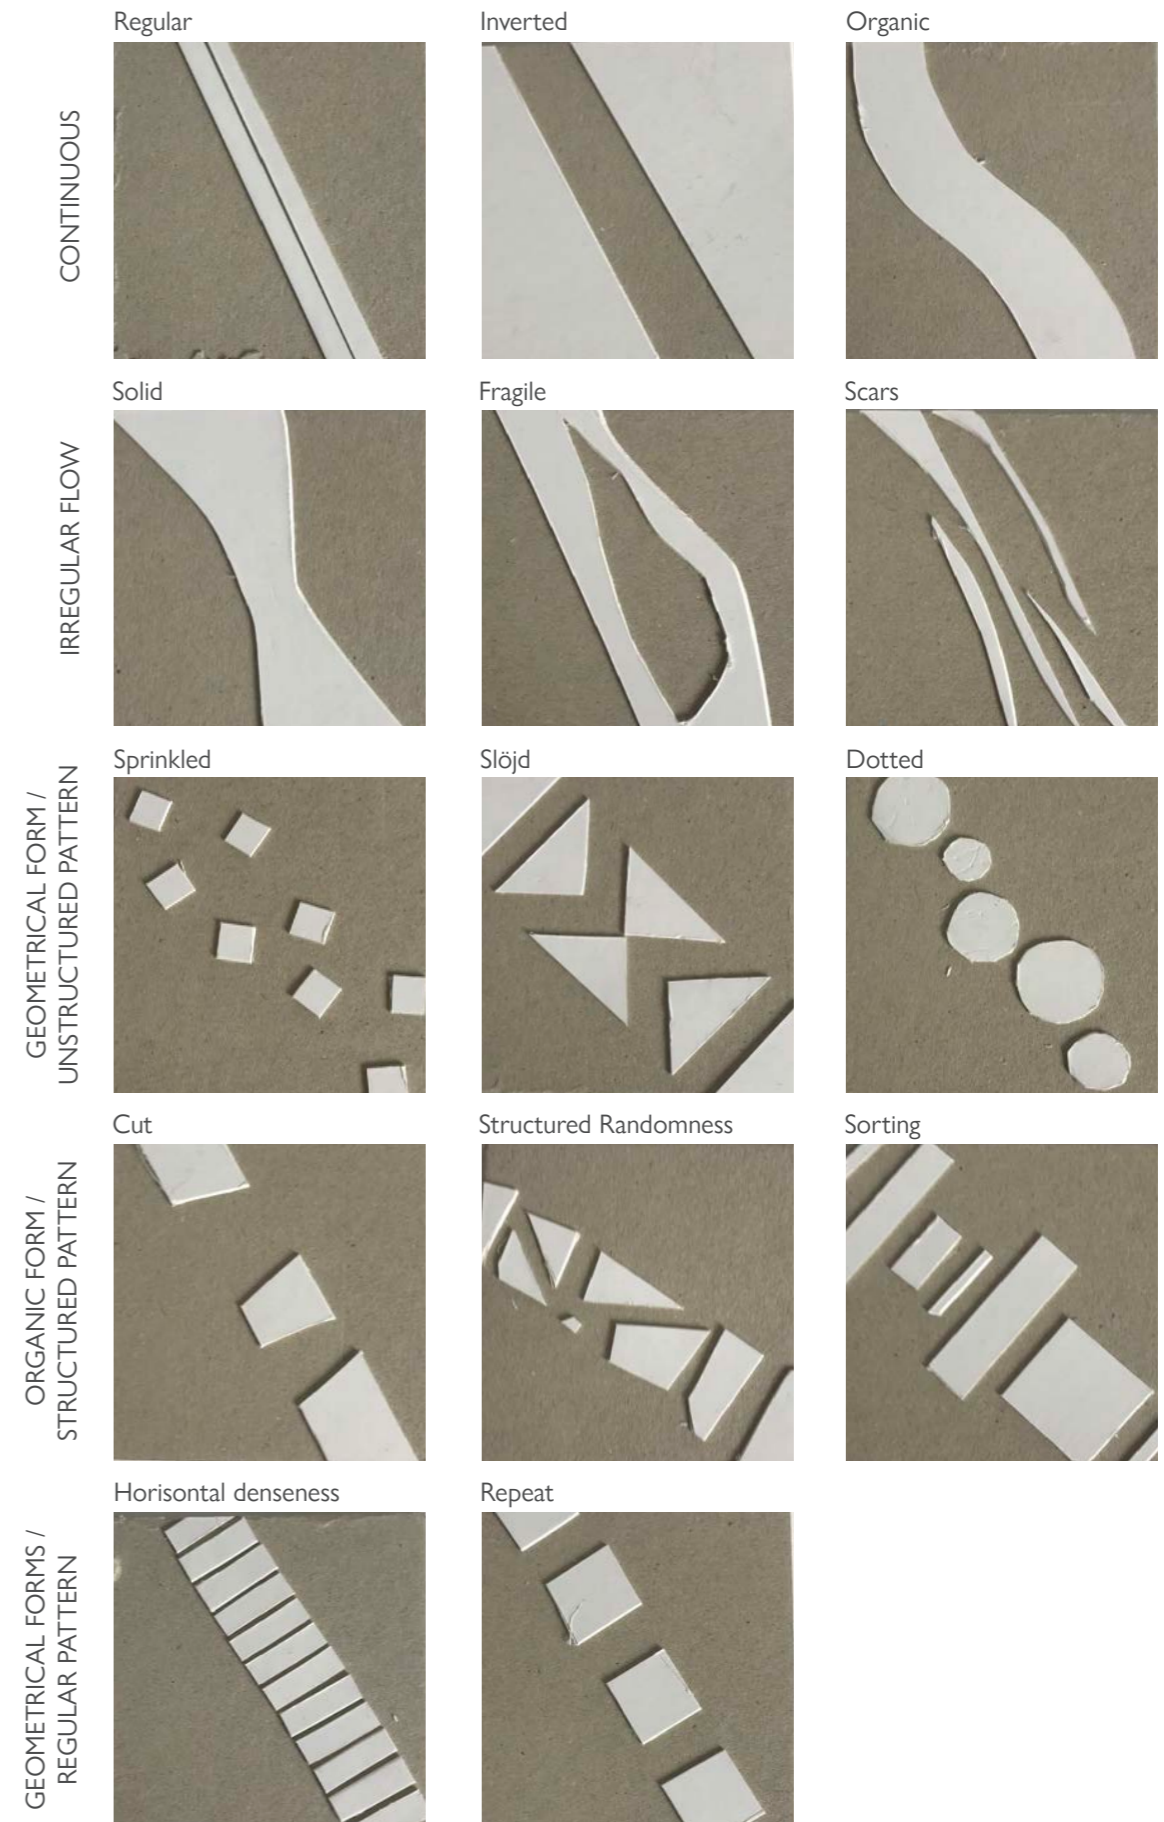 Regular
Inverted
Organic
CONTINUOUS
Solid
Fragile
Scars
IRREGULAR FLOW
Sprinkled
Slöjd
Dotted
GEOMETRICAL FORM /
UNSTRUCTURED PATTERN
Cut
Structured Randomness
Sorting
ORGANIC FORM /
STRUCTURED PATTERN
Horisontal denseness
Repeat
GEOMETRICAL FORMS /
REGULAR PATTERN